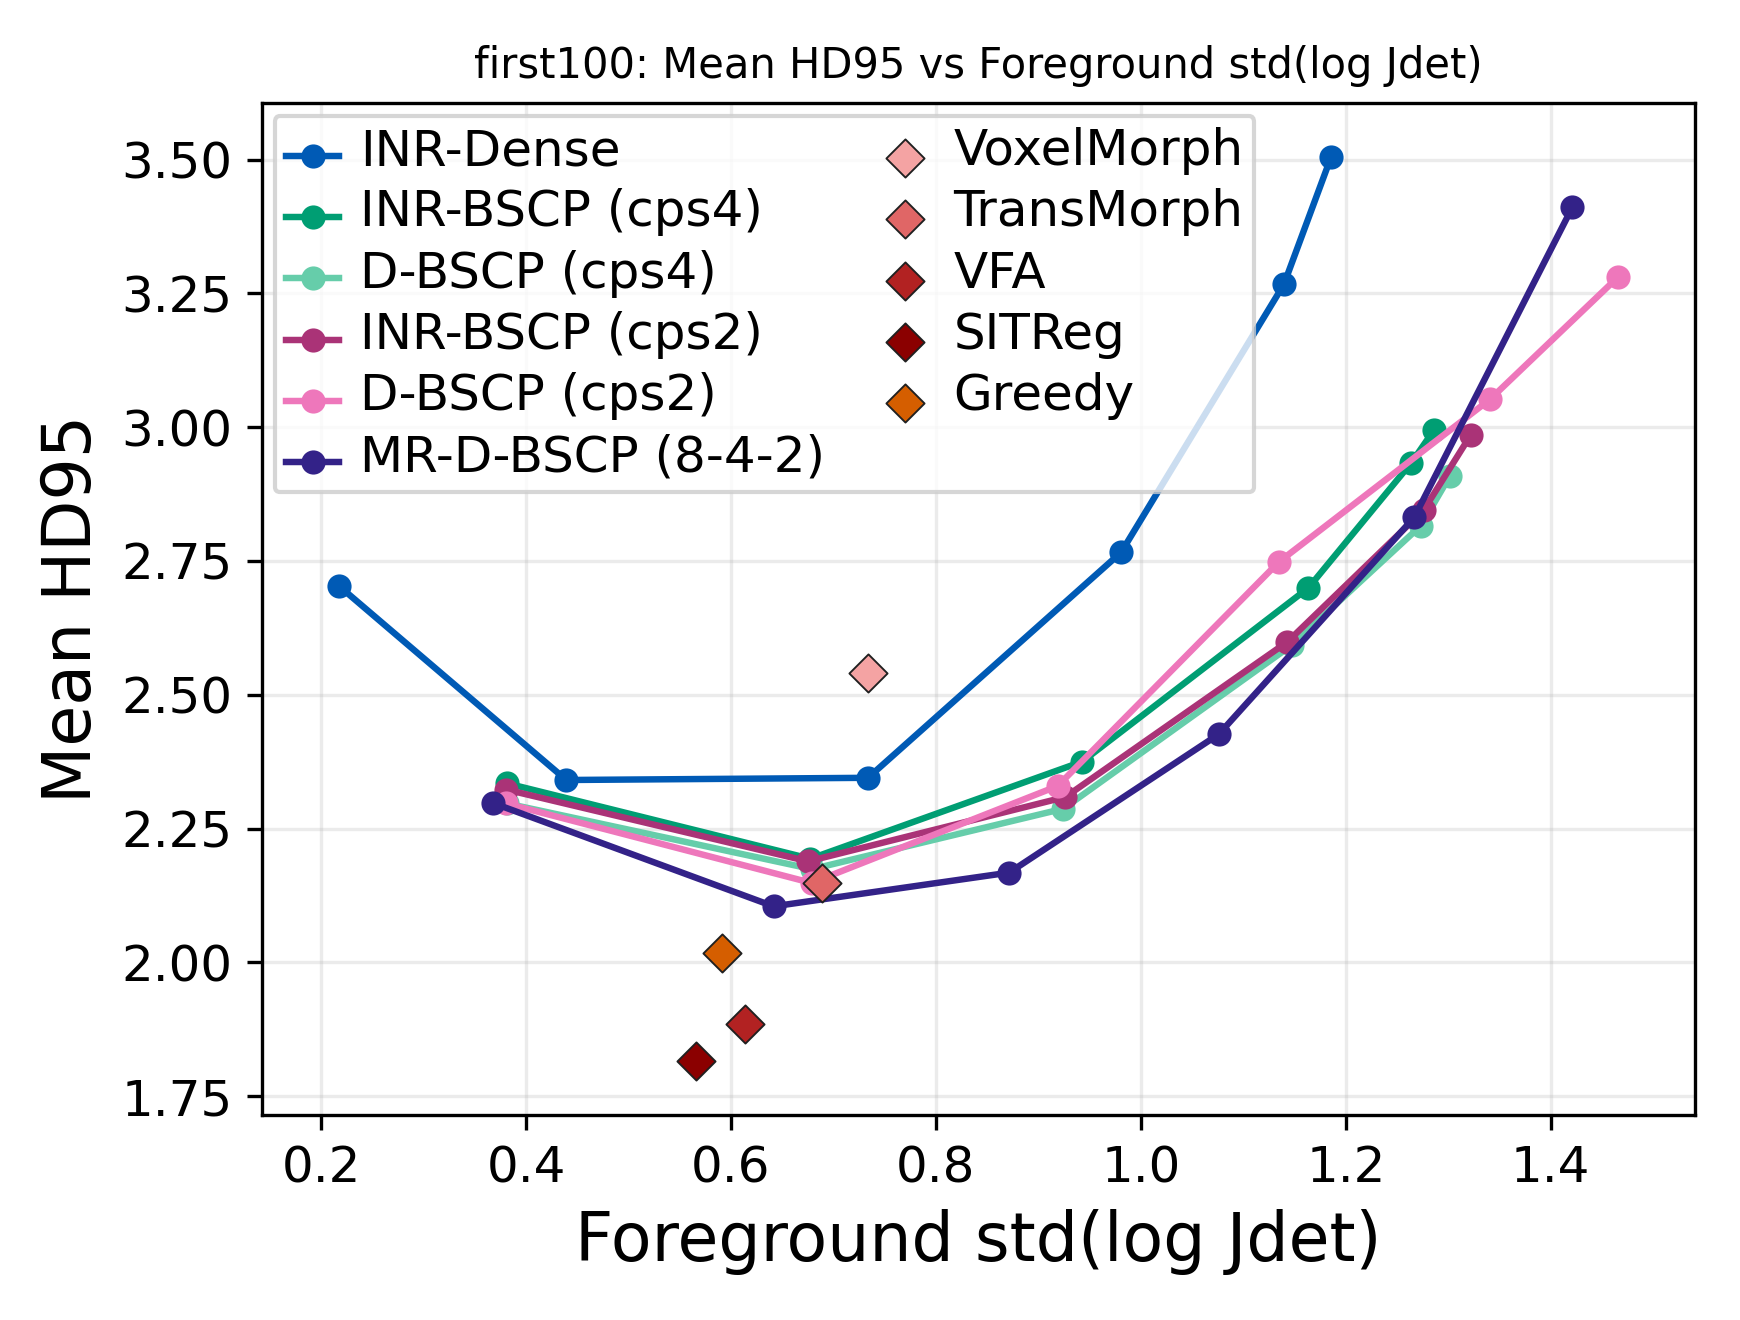 first100: Mean HD95 vs Foreground std(log Jdet)
INR-Dense
INR-BSCP (cps4)
D-BSCP (cps4)
INR-BSCP (cps2)
D-BSCP (cps2)
MR-D-BSCP (8-4-2)
VoxelMorph
TransMorph
VFA
SITReg
Greedy
Mean HD95
3.50
3.25
3.00
2.75
2.50
2.25
2.00
1.75
0.2 0.4 0.6 0.8 1.0 1.2 1.4
Foreground std(log Jdet)